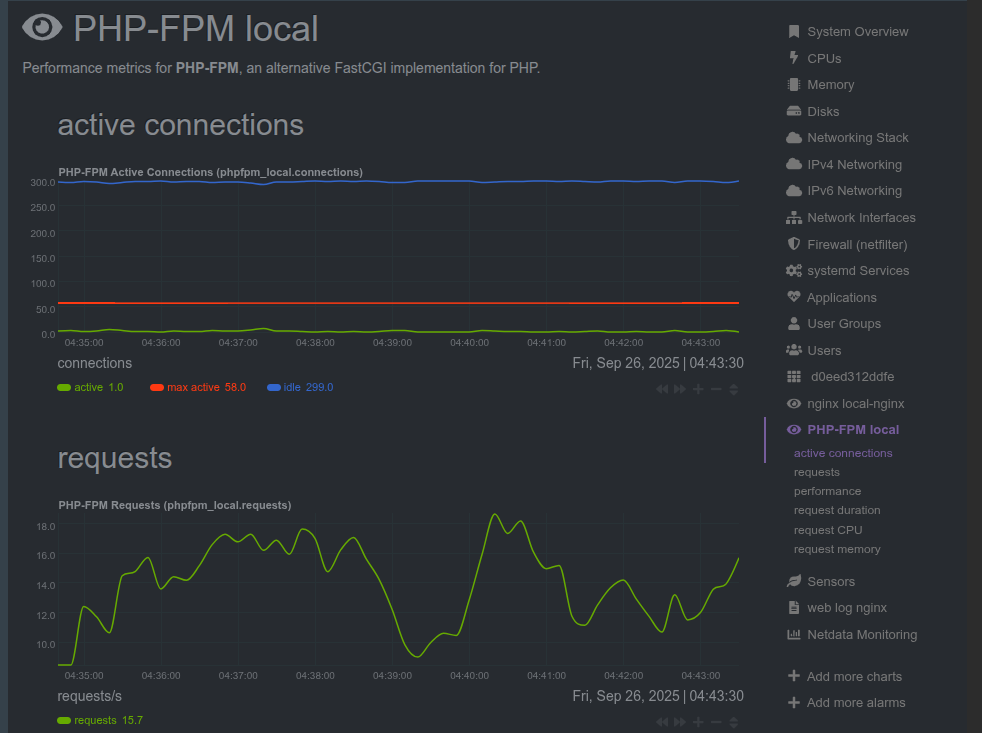 PHP-FPM local
Performance metrics for PHP-FPM, an alternative FastCGI implementation for PHP.
active connections
PHP-FPM Active Connections (phpfpm_local.connections)
300.0
250.0
200.0
150.0
100.0
50.0
0.0
04:35:00 04:36:00 04:37:00 04:38:00 04:39:00 04:40:00 04:41:00 04:42:00 04:43:00
connections Fri, Sep 26, 2025 | 04:43:30
active 1.0 max active 58.0 idle 299.0
requests
PHP-FPM Requests (phpfpm_local.requests)
18.0
16.0
14.0
12.0
10.0
04:35:00 04:36:00 04:37:00 04:38:00 04:39:00 04:40:00 04:41:00 04:42:00 04:43:00
requests/s Fri, Sep 26, 2025 | 04:43:30
requests 15.7
System Overview
CPUs
Memory
Disks
Networking Stack
IPv4 Networking
IPv6 Networking
Network Interfaces
Firewall (netfilter)
systemd Services
Applications
User Groups
Users
d0eed312ddfe
nginx local-nginx
PHP-FPM local
active connections
requests
performance
request duration
request CPU
request memory
Sensors
web log nginx
Netdata Monitoring
Add more charts
Add more alarms